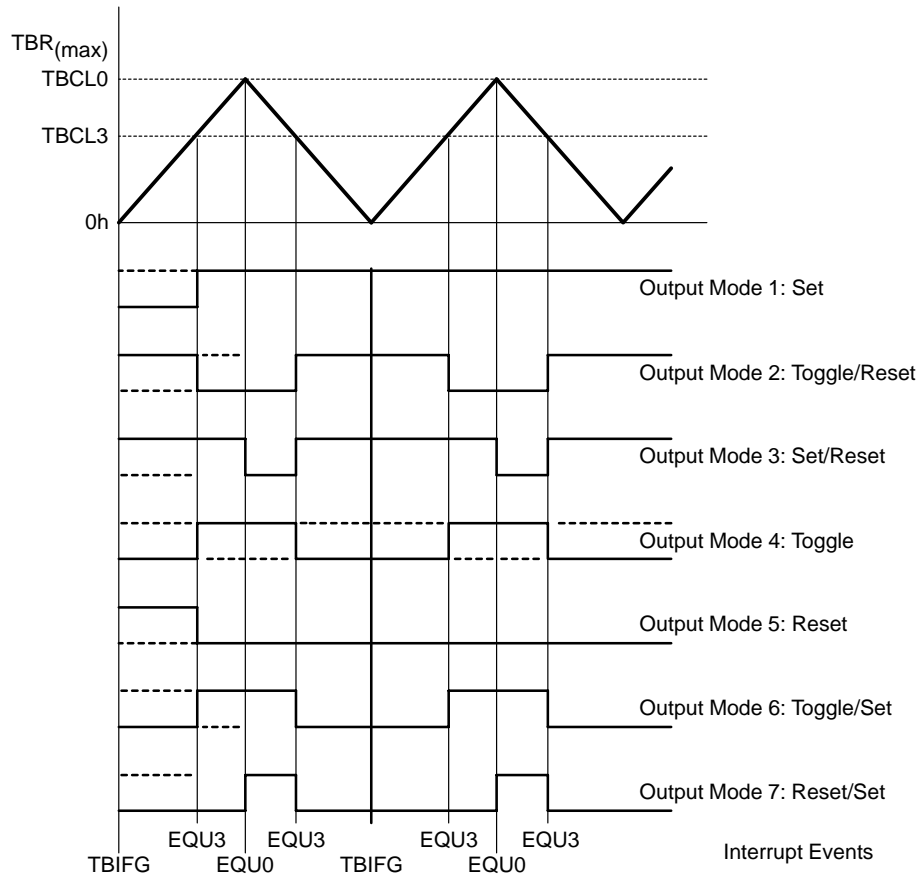 TBR(max)
TBCL0
TBCL3
0h
Output Mode 1: Set
Output Mode 2: Toggle/Reset
Output Mode 3: Set/Reset
Output Mode 4: Toggle
Output Mode 5: Reset
Output Mode 6: Toggle/Set
Output Mode 7: Reset/Set
EQU3 EQU3 EQU3 EQU3
TBIFG EQU0 TBIFG EQU0 Interrupt Events